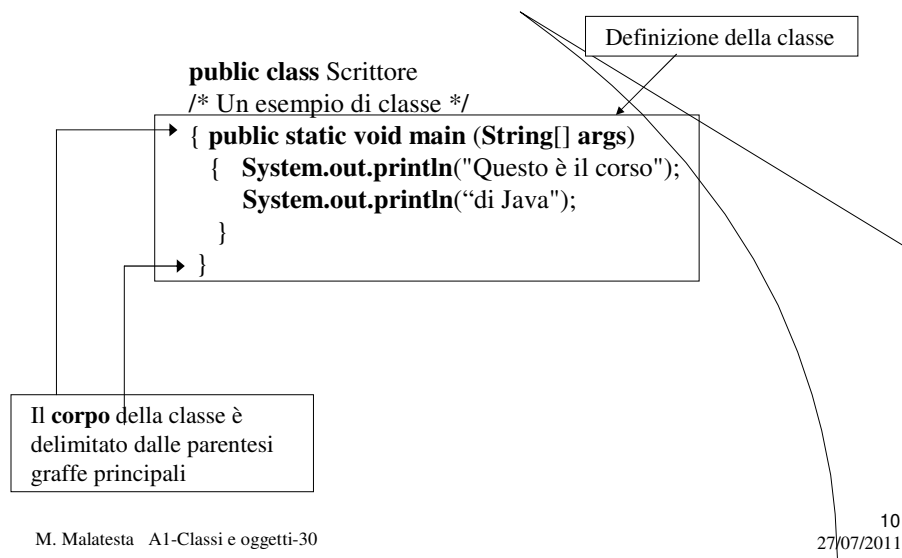 Definizione della classe
public class Scrittore
/* Un esempio di classe */
{ public static void main (String[] args)
{ System.out.println("Questo è il corso");
System.out.println(“di Java");
}
}
Il corpo della classe è
delimitato dalle parentesi
graffe principali
M. Malatesta A1-Classi e oggetti-30
10
27/07/2011